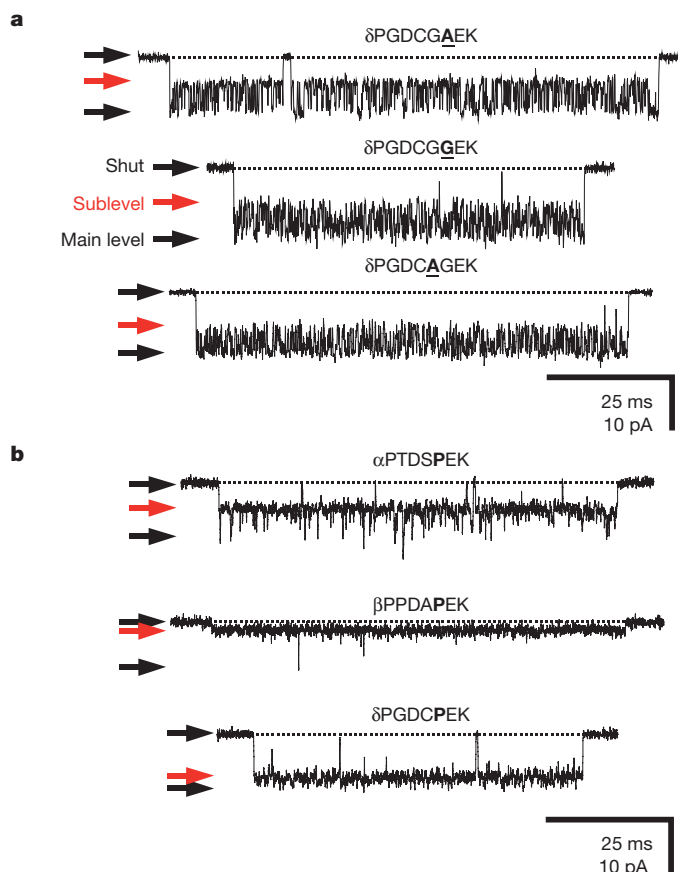 a
δPGDCGAEK
δPGDCGGEK
Shut
Sublevel
Main level
δPGDCAGEK
25 ms
10 pA
b
αPTDSPEK
βPPDAPEK
δPGDCPEK
25 ms
10 pA